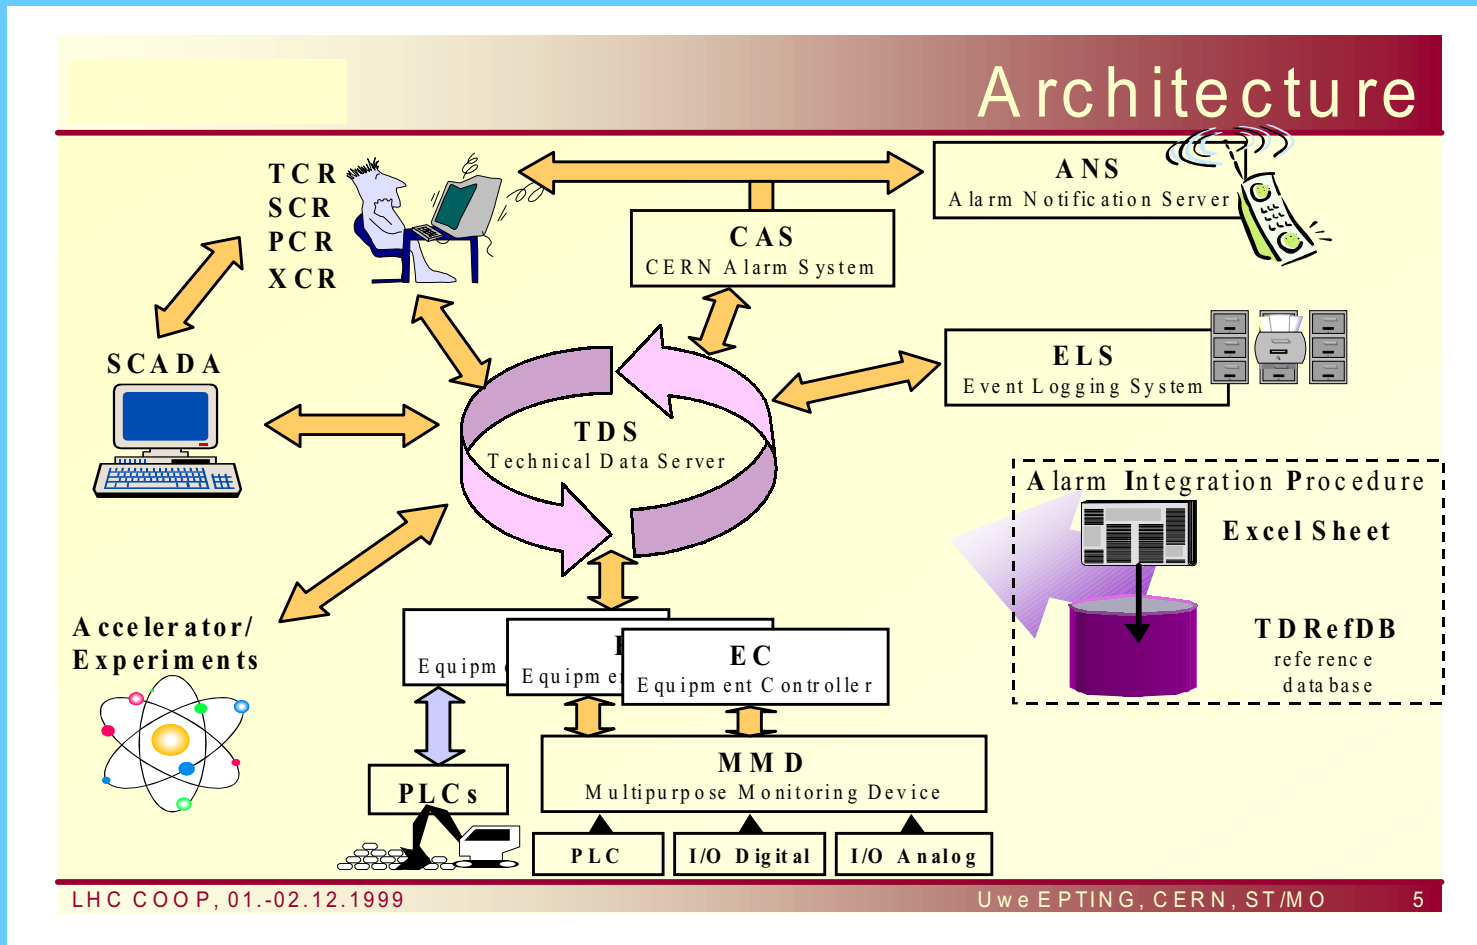 Architecture
TCR
SCR
PCR
XCR
ANS
Alarm Notification Server
CAS
CERN Alarm System
SCADA
ELS
Event Logging System
TDS
Technical Data Server
Alarm Integration Procedure
Excel Sheet
TDRefDB
reference
database
Accelerator/
Experiments
EC
Equipment Controller
PLCs
MMD
Multipurpose Monitoring Device
PLC
I/O Digital
I/O Analog
LHC COOP, 01.-02.12.1999
Uwe EPTING, CERN, ST/MO
5